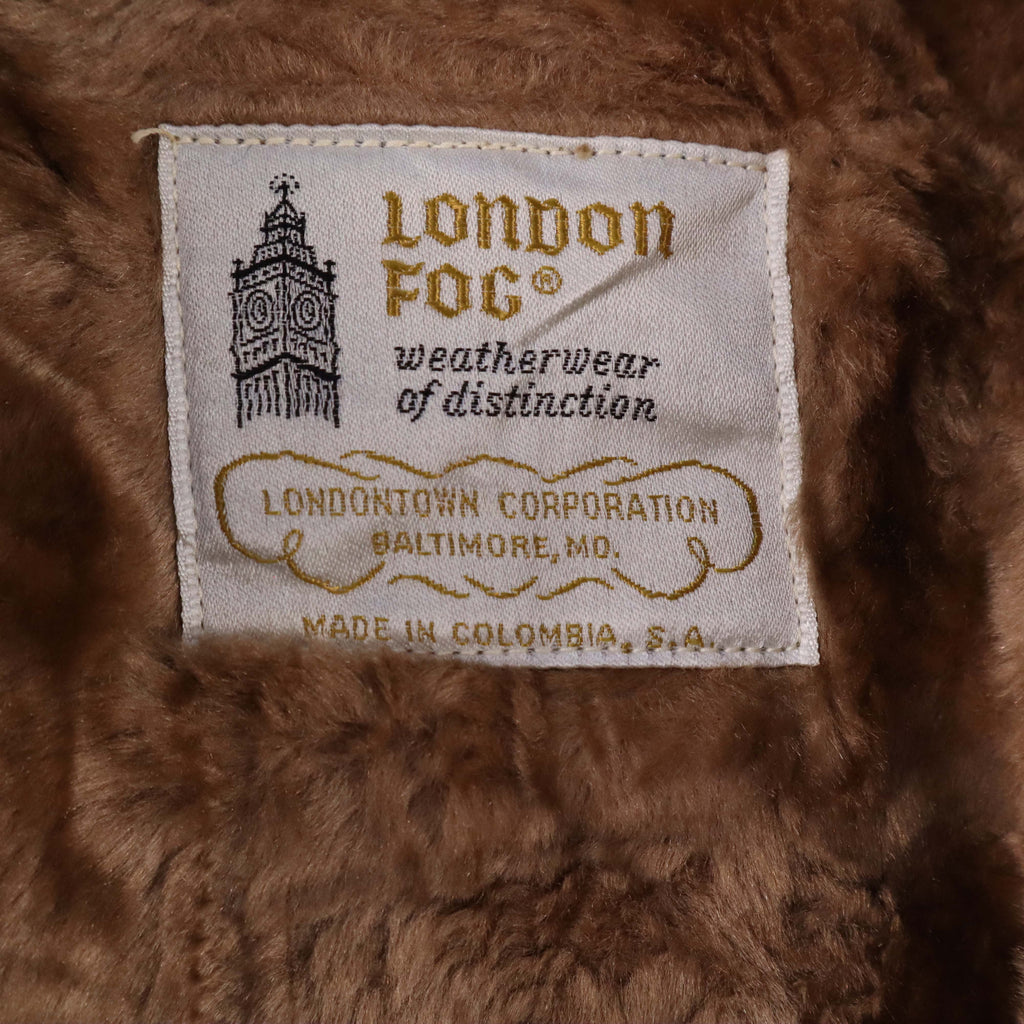 LONDON
FOG®
weatherwear
of distinction
LONDONTOWN CORPORATION
BALTIMORE, MD.
MADE IN COLOMBIA, S.A.